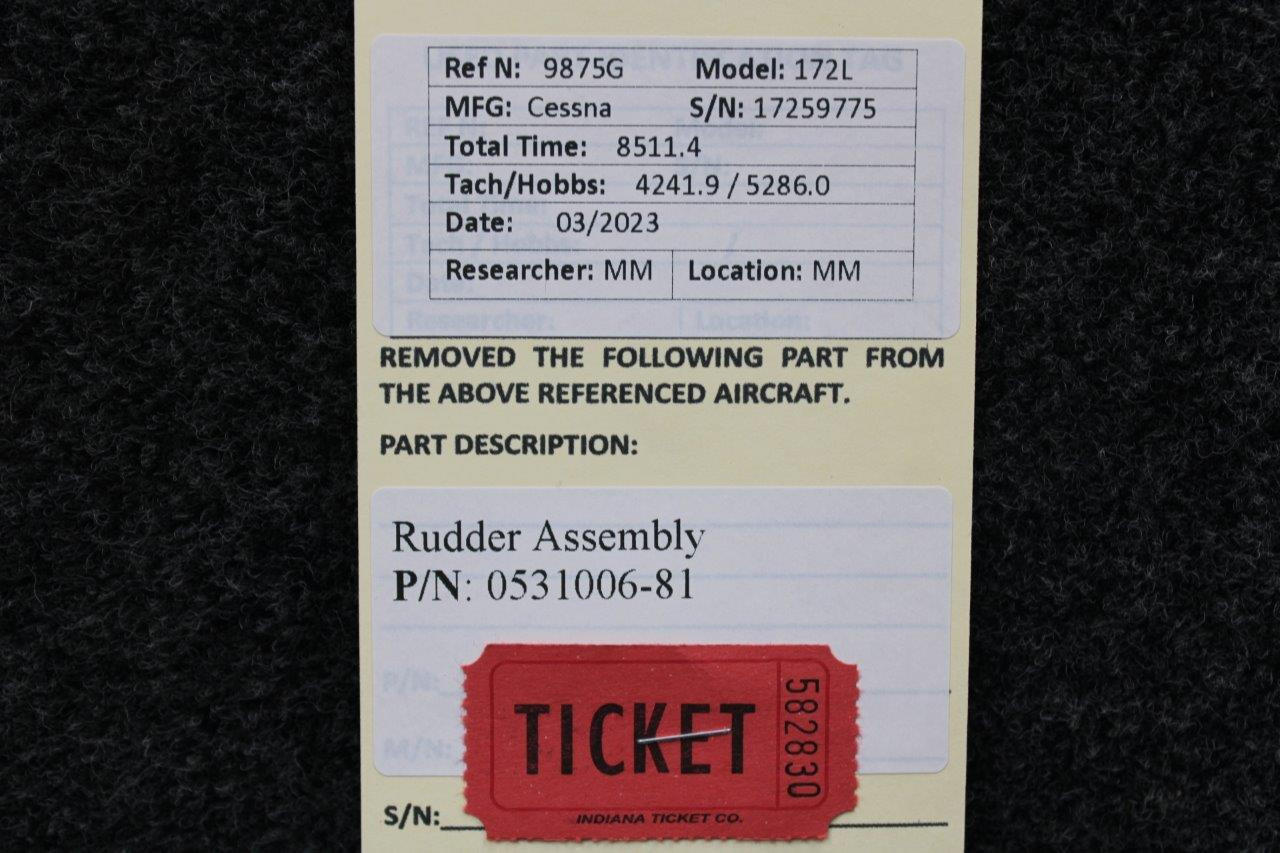 Ref N: 9875G Model: 172L
MFG: Cessna S/N: 17259775
Total Time: 8511.4
Tach/Hobbs: 4241.9 / 5286.0
Date: 03/2023
Researcher: MM Location: MM
REMOVED THE FOLLOWING PART FROM
THE ABOVE REFERENCED AIRCRAFT.
PART DESCRIPTION:
Rudder Assembly
P/N: 0531006-81
P/N:
M/N:
TICKET
582830
S/N:
INDIANA TICKET CO.